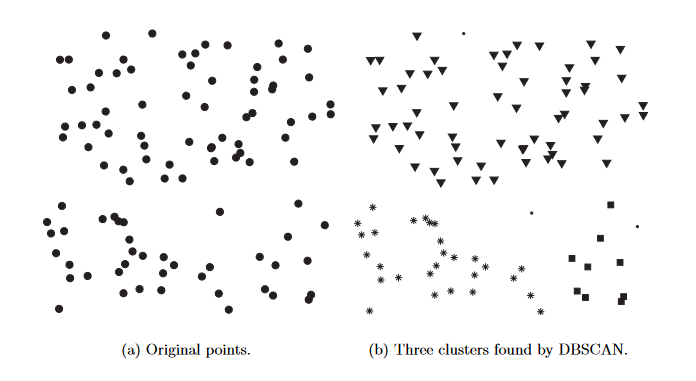 (a) Original points.
(b) Three clusters found by DBSCAN.